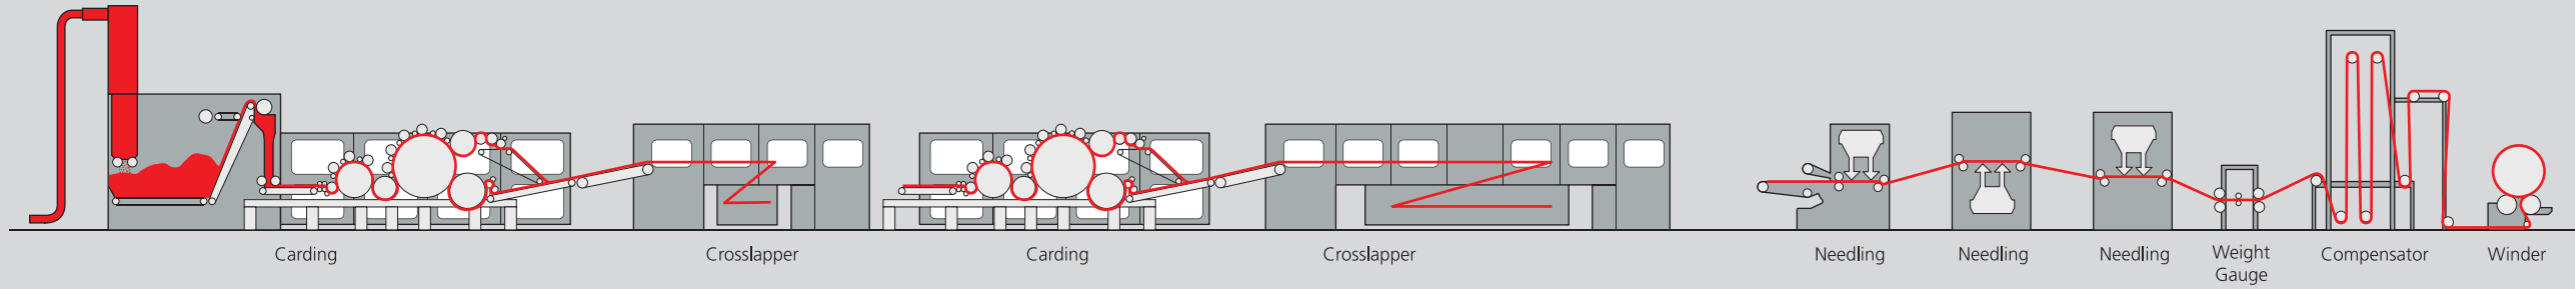 Carding
Crosslapper
Carding
Crosslapper
Needling
Needling
Needling
Weight
Gauge
Compensator
Winder